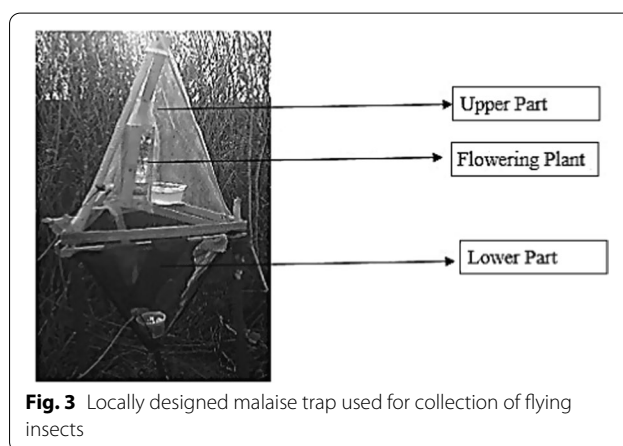 Upper Part
Flowering Plant
Lower Part
Fig. 3 Locally designed malaise trap used for collection of flying
insects